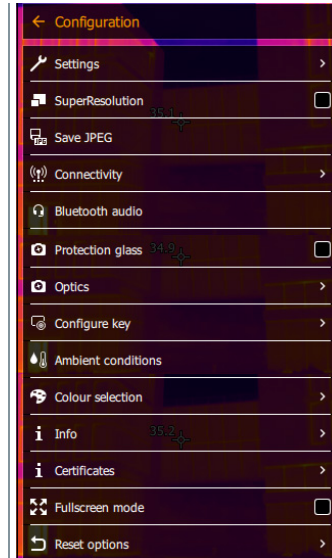 Configuration
Settings
SuperResolution
35.1
Save JPEG
Connectivity
Bluetooth audio
Protection glass 34.9
Optics
Configure key
Ambient conditions
Colour selection
Info 35.2
Certificates
Fullscreen mode
Reset options